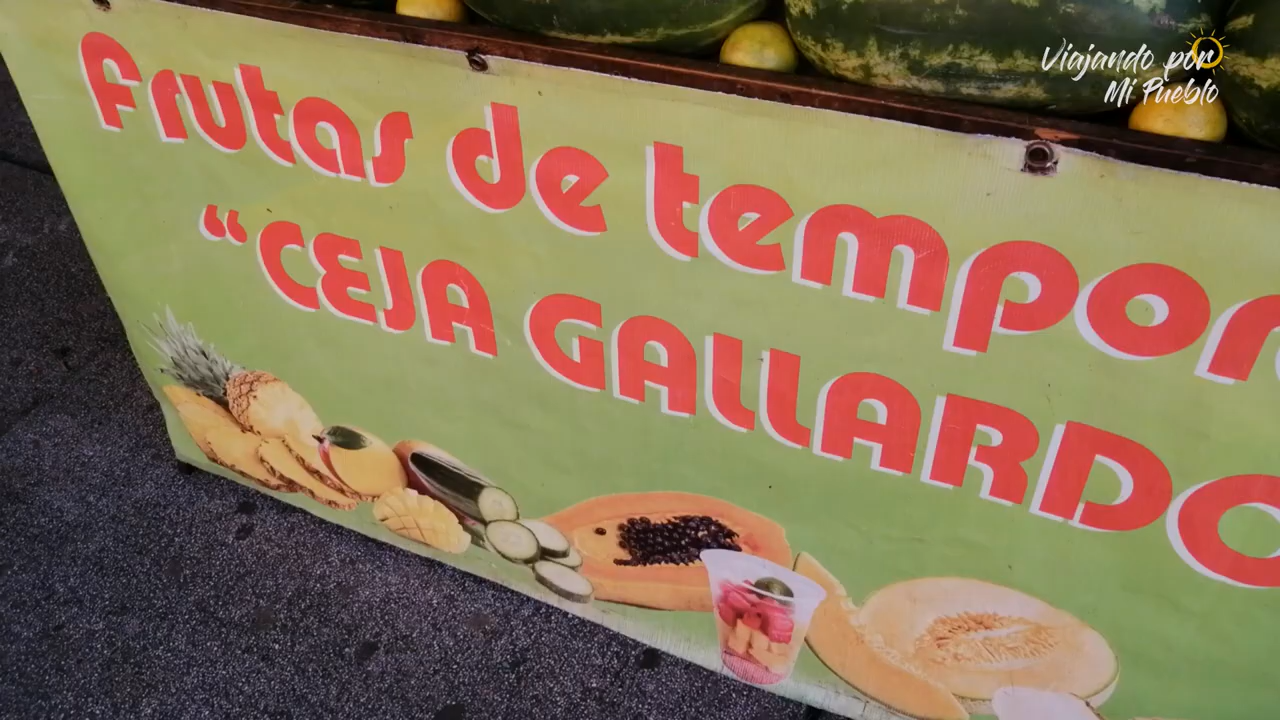 Viajando por
Mi Pueblo
frutas de tempor
"CEJA GALLARDO